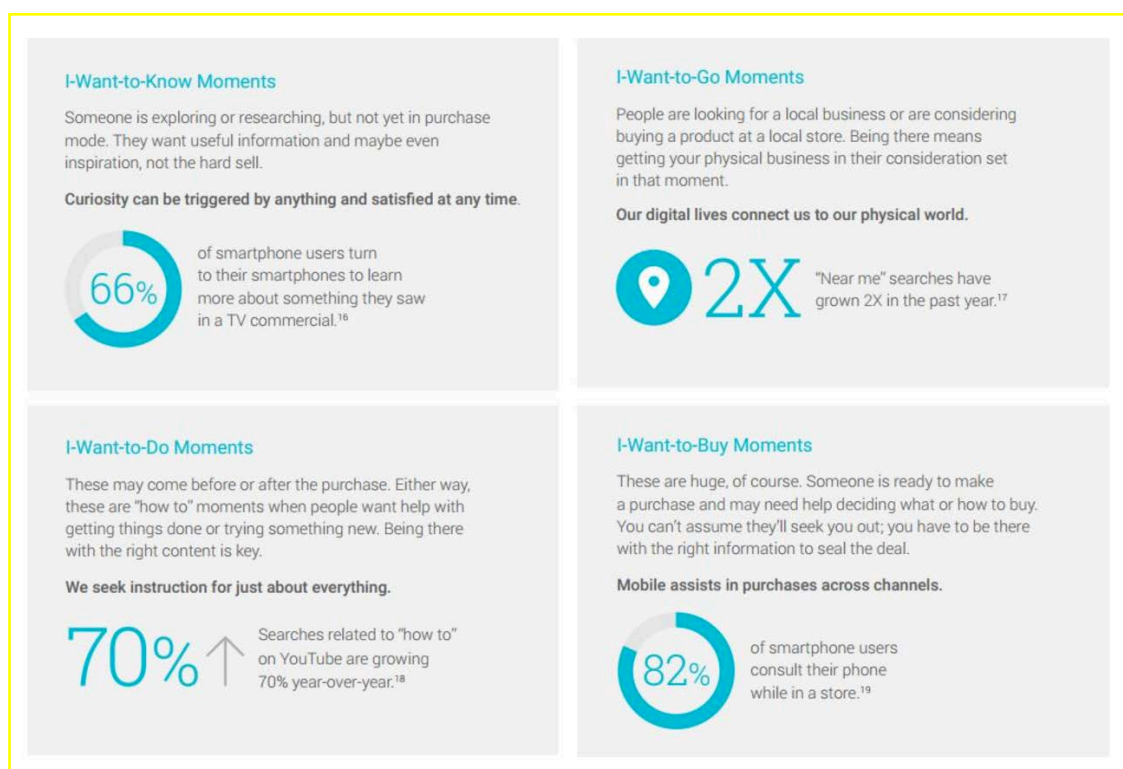 I-Want-to-Know Moments
Someone is exploring or researching, but not yet in purchase
mode. They want useful information and maybe even
inspiration, not the hard sell.
Curiosity can be triggered by anything and satisfied at any time.
66%
of smartphone users turn
to their smartphones to learn
more about something they saw
in a TV commercial.¹⁶
I-Want-to-Go Moments
People are looking for a local business or are considering
buying a product at a local store. Being there means
getting your physical business in their consideration set
in that moment.
Our digital lives connect us to our physical world.
2X
“Near me” searches have
grown 2X in the past year.¹⁷
I-Want-to-Do Moments
These may come before or after the purchase. Either way,
these are “how to” moments when people want help with
getting things done or trying something new. Being there
with the right content is key.
We seek instruction for just about everything.
70%
Searches related to “how to”
on YouTube are growing
70% year-over-year.¹⁸
I-Want-to-Buy Moments
These are huge, of course. Someone is ready to make
a purchase and may need help deciding what or how to buy.
You can’t assume they’ll seek you out; you have to be there
with the right information to seal the deal.
Mobile assists in purchases across channels.
82%
of smartphone users
consult their phone
while in a store.¹⁹